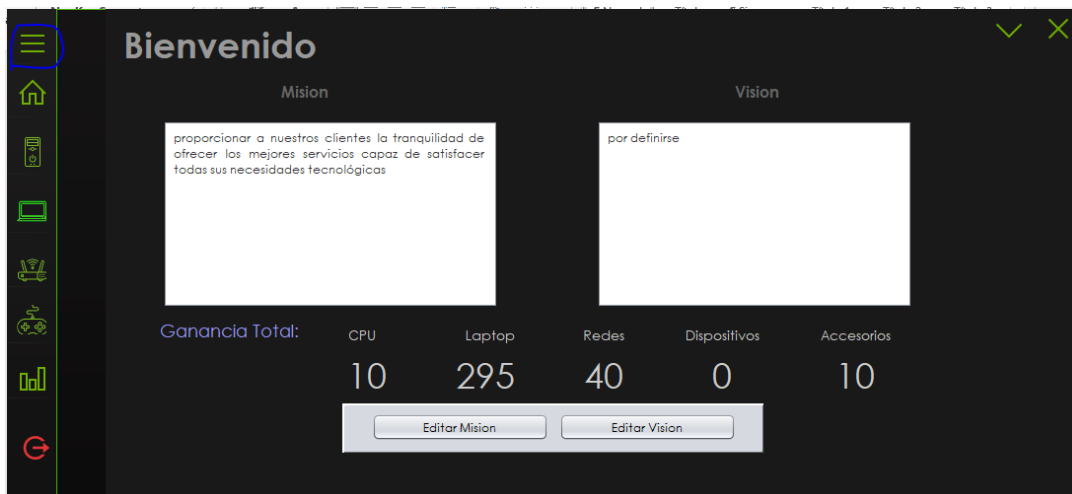 Bienvenido
Mision
Vision
proporcionar a nuestros clientes la tranquilidad de
ofrecer los mejores servicios capaz de satisfacer
todas sus necesidades tecnológicas
por definirse
Ganancia Total:
CPU
Laptop
Redes
Dispositivos
Accesorios
10
295
40
0
10
Editar Mision
Editar Vision